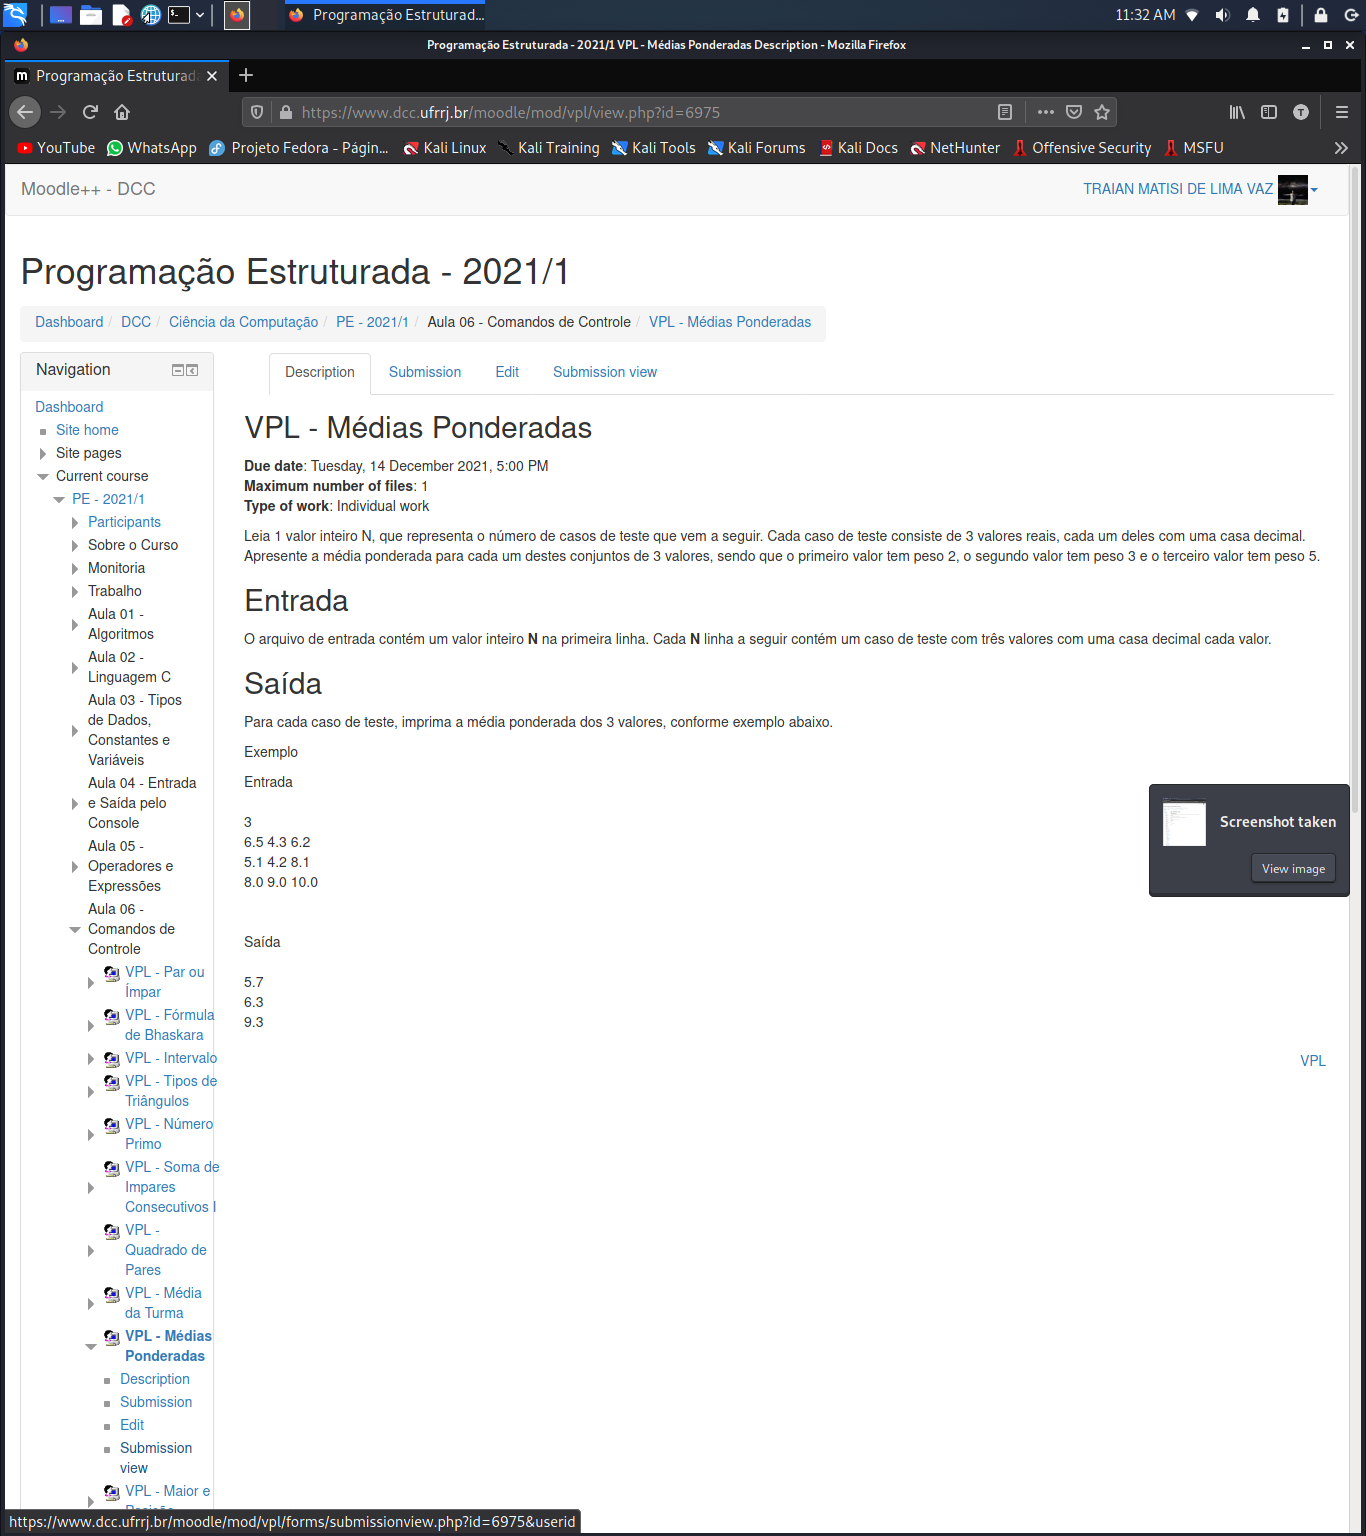 11:32 AM
Programação Estruturad...
Programação Estruturada - 2021/1 VPL - Médias Ponderadas Description - Mozilla Firefox
m Programação Estruturada
https://www.dcc.ufrrj.br/moodle/mod/vpl/view.php?id=6975
T
YouTube WhatsApp Projeto Fedora - Págin... Kali Linux Kali Training Kali Tools Kali Forums Kali Docs NetHunter Offensive Security MSFU
Moodle++ - DCC
TRAIAN MATISI DE LIMA VAZ
Programação Estruturada - 2021/1
Dashboard / DCC / Ciência da Computação / PE - 2021/1 / Aula 06 - Comandos de Controle / VPL - Médias Ponderadas
Navigation
Dashboard
Site home
Site pages
Current course
PE - 2021/1
Participants
Sobre o Curso
Monitoria
Trabalho
Aula 01 -
Algoritmos
Aula 02 -
Linguagem C
Aula 03 - Tipos
de Dados,
Constantes e
Variáveis
Aula 04 - Entrada
e Saída pelo
Console
Aula 05 -
Operadores e
Expressões
Aula 06 -
Comandos de
Controle
VPL - Par ou
Ímpar
VPL - Fórmula
de Bhaskara
VPL - Intervalo
VPL - Tipos de
Triângulos
VPL - Número
Primo
VPL - Soma de
Impares
Consecutivos I
VPL -
Quadrado de
Pares
VPL - Média
da Turma
VPL - Médias
Ponderadas
Description
Submission
Edit
Submission
view
VPL - Maior e
Posição
Description Submission Edit Submission view
VPL - Médias Ponderadas
Due date: Tuesday, 14 December 2021, 5:00 PM
Maximum number of files: 1
Type of work: Individual work
Leia 1 valor inteiro N, que representa o número de casos de teste que vem a seguir. Cada caso de teste consiste de 3 valores reais, cada um deles com uma casa decimal.
Apresente a média ponderada para cada um destes conjuntos de 3 valores, sendo que o primeiro valor tem peso 2, o segundo valor tem peso 3 e o terceiro valor tem peso 5.
Entrada
O arquivo de entrada contém um valor inteiro N na primeira linha. Cada N linha a seguir contém um caso de teste com três valores com uma casa decimal cada valor.
Saída
Para cada caso de teste, imprima a média ponderada dos 3 valores, conforme exemplo abaixo.
Exemplo
Entrada
3
6.5 4.3 6.2
5.1 4.2 8.1
8.0 9.0 10.0
Saída
5.7
6.3
9.3
VPL
Screenshot taken
View image
https://www.dcc.ufrrj.br/moodle/mod/vpl/forms/submissionview.php?id=6975&userid